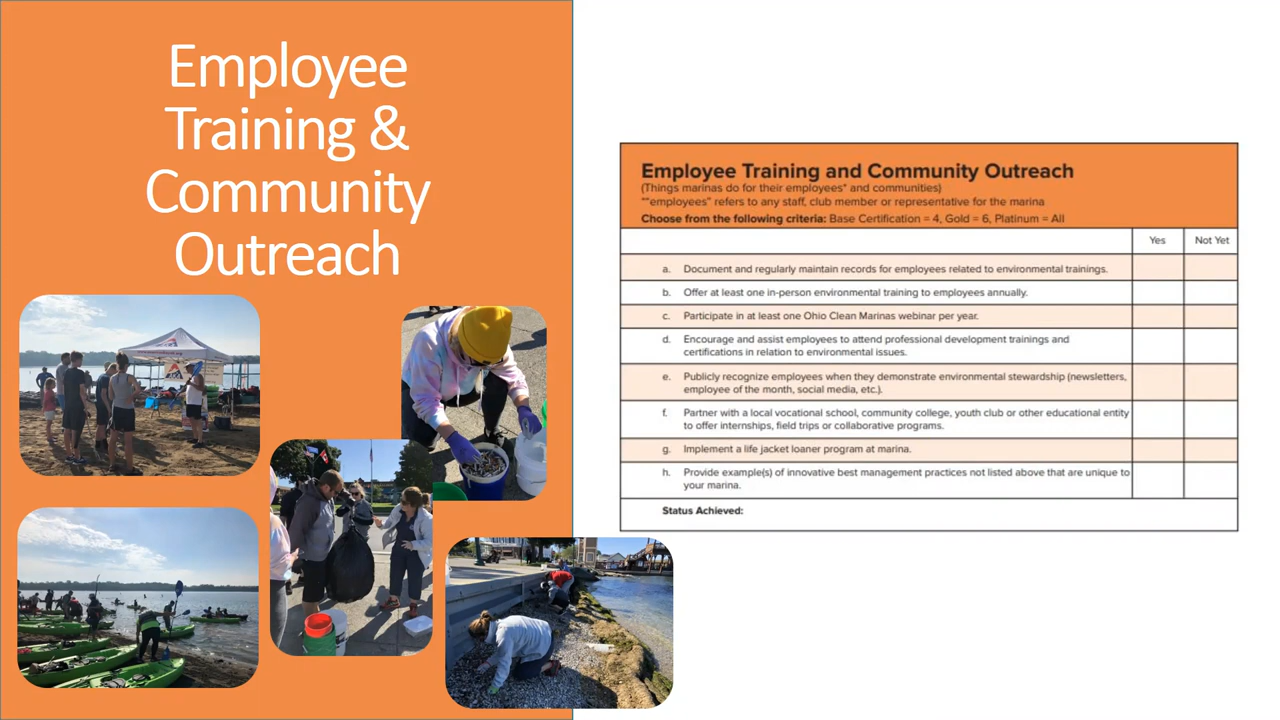 Employee
Training &
Community
Outreach
Employee Training and Community Outreach
(Things marinas do for their employees* and communities)
*"employees" refers to any staff, club member or representative for the marina
Choose from the following criteria: Base Certification = 4, Gold = 6, Platinum = All
Yes Not Yet
a. Document and regularly maintain records for employees related to environmental trainings.
b. Offer at least one in-person environmental training to employees annually.
c. Participate in at least one Ohio Clean Marinas webinar per year.
d. Encourage and assist employees to attend professional development trainings and
certifications in relation to environmental issues.
e. Publicly recognize employees when they demonstrate environmental stewardship (newsletters,
employee of the month, social media, etc.).
f. Partner with a local vocational school, community college, youth club or other educational entity
to offer internships, field trips or collaborative programs.
g. Implement a life jacket loaner program at marina.
h. Provide example(s) of innovative best management practices not listed above that are unique to
your marina.
Status Achieved: